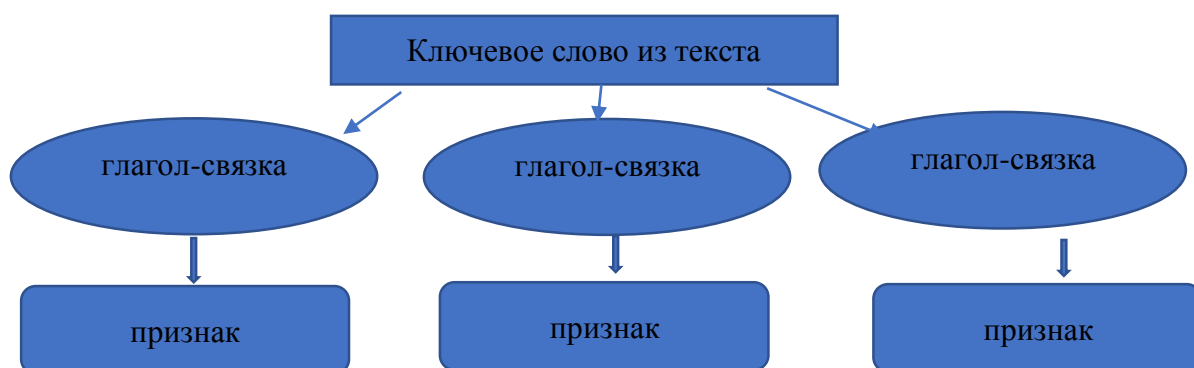 Ключевое слово из текста
глагол-связка
глагол-связка
глагол-связка
признак
признак
признак